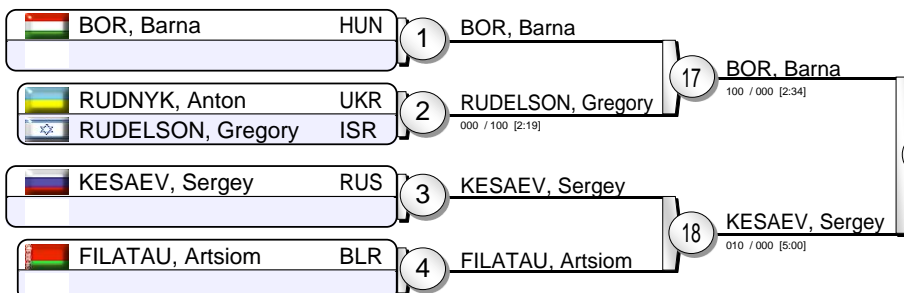 BOR, Barna HUN
1
BOR, Barna
17
BOR, Barna
100 / 000 [2:34]
RUDNYK, Anton UKR
RUDELSON, Gregory ISR
2
RUDELSON, Gregory
000 / 100 [2:19]
KESAEV, Sergey RUS
3
KESAEV, Sergey
18
KESAEV, Sergey
010 / 000 [5:00]
FILATAU, Artsiom BLR
4
FILATAU, Artsiom